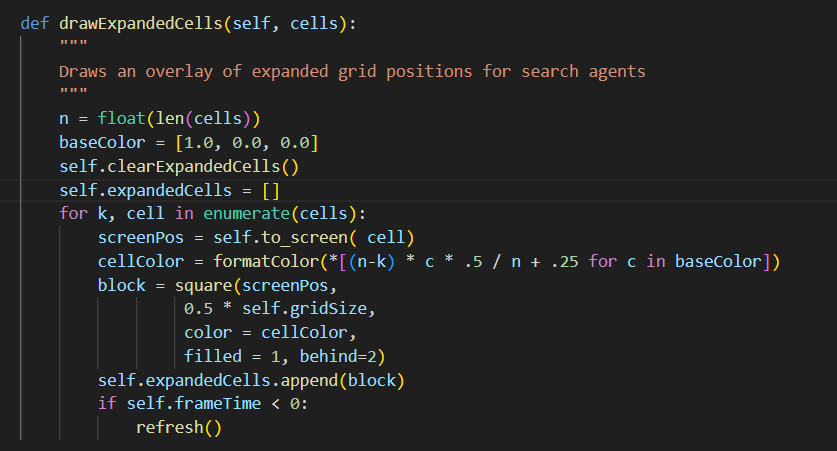 def drawExpandedCells(self, cells):
    """
    Draws an overlay of expanded grid positions for search agents
    """
    n = float(len(cells))
    baseColor = [1.0, 0.0, 0.0]
    self.clearExpandedCells()
    self.expandedCells = []
    for k, cell in enumerate(cells):
        screenPos = self.to_screen( cell)
        cellColor = formatColor(*[(n-k) * c * .5 / n + .25 for c in baseColor])
        block = square(screenPos,
                 0.5 * self.gridSize,
                 color = cellColor,
                 filled = 1, behind=2)
        self.expandedCells.append(block)
        if self.frameTime < 0:
            refresh()